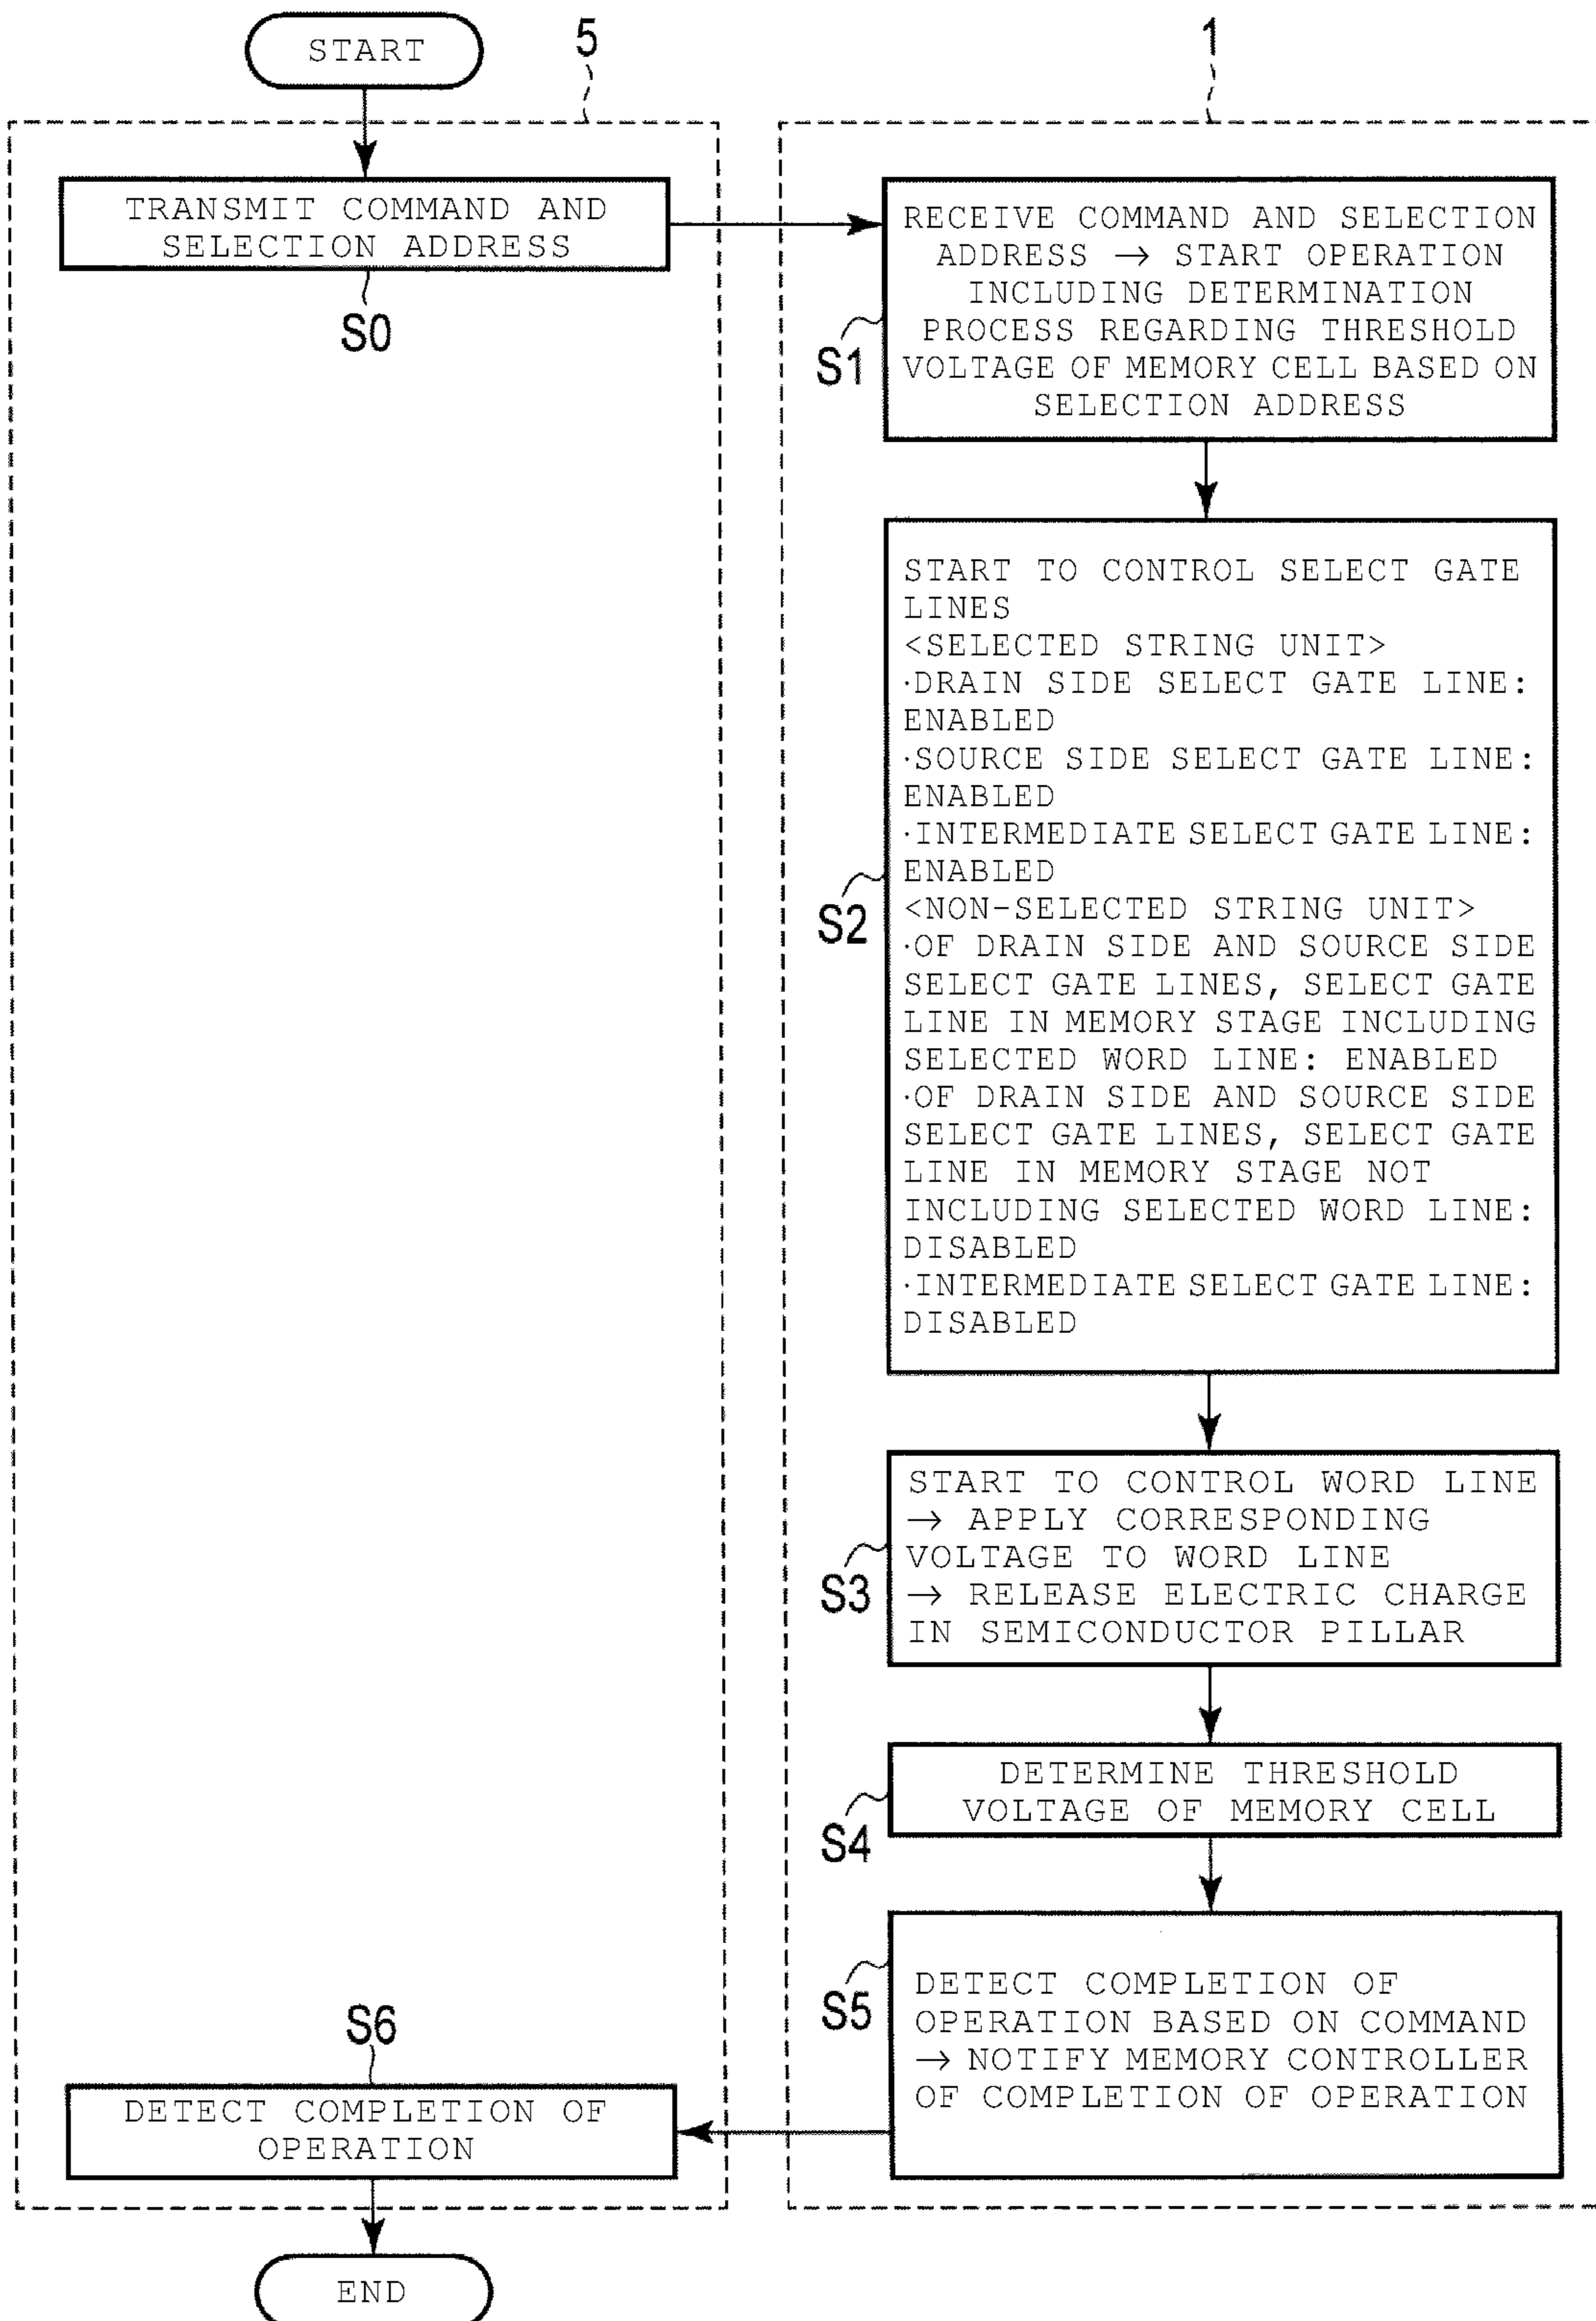 START
5
1
TRANSMIT COMMAND AND
SELECTION ADDRESS
S0
RECEIVE COMMAND AND SELECTION
ADDRESS → START OPERATION
INCLUDING DETERMINATION
PROCESS REGARDING THRESHOLD
VOLTAGE OF MEMORY CELL BASED ON
SELECTION ADDRESS
S1
START TO CONTROL SELECT GATE
LINES
<SELECTED STRING UNIT>
·DRAIN SIDE SELECT GATE LINE:
ENABLED
·SOURCE SIDE SELECT GATE LINE:
ENABLED
·INTERMEDIATE SELECT GATE LINE:
ENABLED
<NON-SELECTED STRING UNIT>
·OF DRAIN SIDE AND SOURCE SIDE
SELECT GATE LINES, SELECT GATE
LINE IN MEMORY STAGE INCLUDING
SELECTED WORD LINE: ENABLED
·OF DRAIN SIDE AND SOURCE SIDE
SELECT GATE LINES, SELECT GATE
LINE IN MEMORY STAGE NOT
INCLUDING SELECTED WORD LINE:
DISABLED
·INTERMEDIATE SELECT GATE LINE:
DISABLED
S2
START TO CONTROL WORD LINE
→ APPLY CORRESPONDING
VOLTAGE TO WORD LINE
→ RELEASE ELECTRIC CHARGE
IN SEMICONDUCTOR PILLAR
S3
DETERMINE THRESHOLD
VOLTAGE OF MEMORY CELL
S4
DETECT COMPLETION OF
OPERATION BASED ON COMMAND
→ NOTIFY MEMORY CONTROLLER
OF COMPLETION OF OPERATION
S5
S6
DETECT COMPLETION OF
OPERATION
END